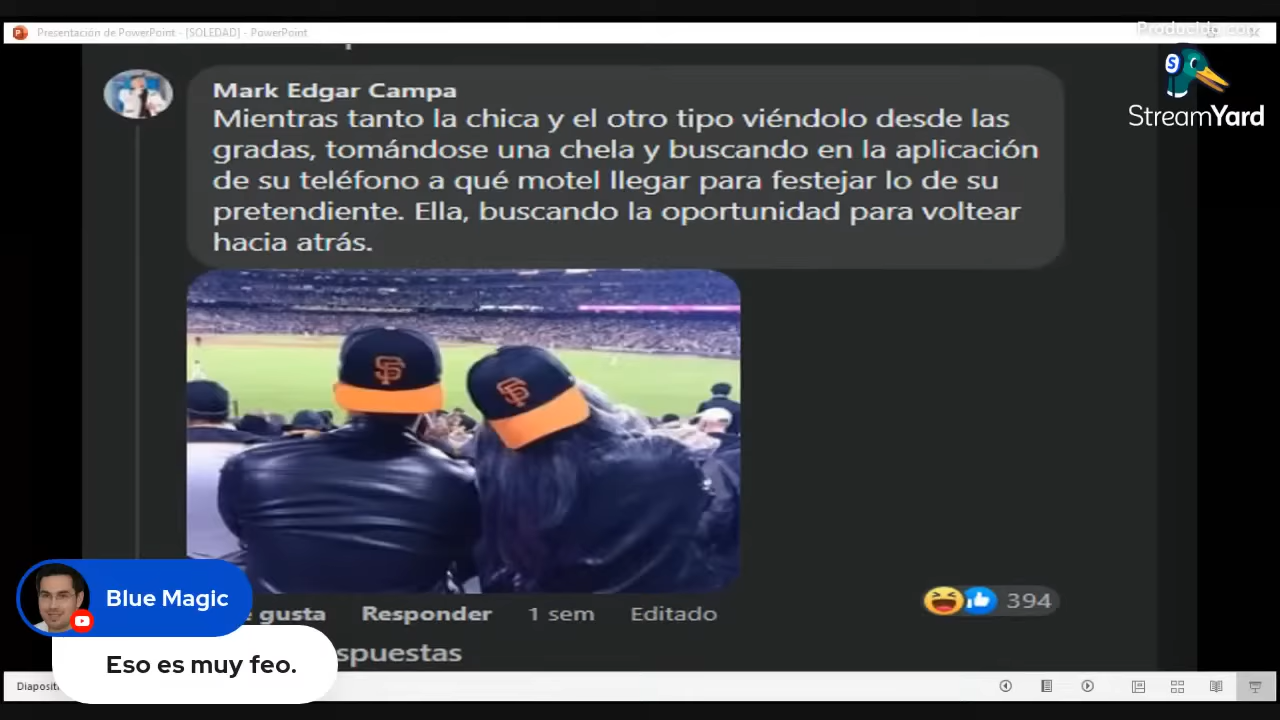 Presentación de PowerPoint - [SOLEDAD] - PowerPoint
Producido con
StreamYard
Mark Edgar Campa
Mientras tanto la chica y el otro tipo viéndolo desde las
gradas, tomándose una chela y buscando en la aplicación
de su teléfono a qué motel llegar para festejar lo de su
pretendiente. Ella, buscando la oportunidad para voltear
hacia atrás.
SF
SF
gusta Responder 1 sem Editado
394
Blue Magic
Eso es muy feo.